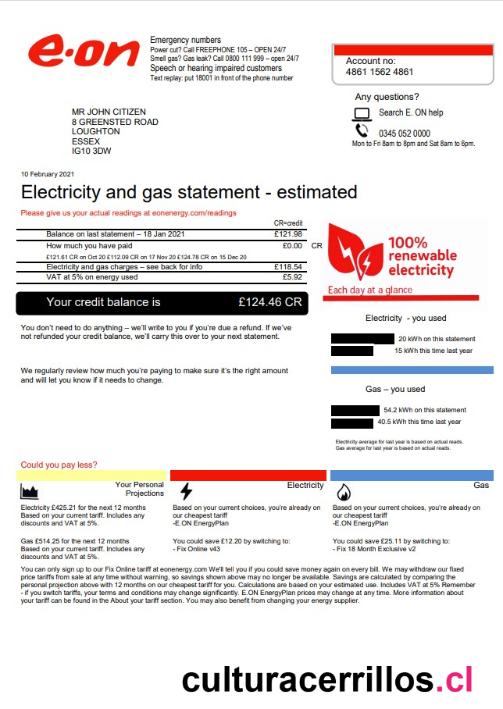 e·on
Emergency numbers
Power cut? Call FREEPHONE 105 – OPEN 24/7
Smell gas? Gas leak? Call 0800 111 999 – open 24/7
Speech or hearing impaired customers
Text replay: put 18001 in front of the phone number
Account no:
4861 1562 4861
Any questions?
Search E. ON help
0345 052 0000
Mon to Fri 8am to 8pm and Sat 8am to 6pm.
MR JOHN CITIZEN
8 GREENSTED ROAD
LOUGHTON
ESSEX
IG10 3DW
10 February 2021
Electricity and gas statement - estimated
Please give us your actual readings at eonenergy.com/readings
CR=credit
Balance on last statement – 18 Jan 2021 £121.98
How much you have paid £0.00 CR
£121.61 CR on Oct 20 £112.09 CR on 17 Nov 20 £124.78 CR on 15 Dec 20
Electricity and gas charges – see back for info £118.54
VAT at 5% on energy used £5.92
Your credit balance is £124.46 CR
100%
renewable
electricity
Each day at a glance
You don't need to do anything – we'll write to you if you're due a refund. If we've
not refunded your credit balance, we'll carry this over to your next statement.
We regularly review how much you're paying to make sure it's the right amount
and will let you know if it needs to change.
Electricity - you used
20 kWh on this statement
15 kWh this time last year
Gas – you used
54.2 kWh on this statement
40.5 kWh this time last year
Electricity average for last year is based on actual reads.
Gas average for last year is based on actual reads.
Could you pay less?
Your Personal
Projections
Electricity £425.21 for the next 12 months
Based on your current tariff. Includes any
discounts and VAT at 5%.
Gas £514.25 for the next 12 months
Based on your current tariff. Includes any
discounts and VAT at 5%.
Electricity
Based on your current choices, you're already on
our cheapest tariff
-E.ON EnergyPlan
You could save £12.20 by switching to:
- Fix Online v43
Gas
Based on your current choices, you're already on
our cheapest tariff
-E.ON EnergyPlan
You could save £25.11 by switching to:
- Fix 18 Month Exclusive v2
You can only sign up to our Fix Online tariff at eonenergy.com We'll tell you if you could save money again on every bill. We may withdraw our fixed
price tariffs from sale at any time without warning, so savings shown above may no longer be available. Savings are calculated by comparing the
personal projection above with 12 months on our cheapest tariff for you. Calculations are based on your estimated use. Includes VAT at 5% Remember
- if you switch tariffs, your terms and conditions may change significantly. E.ON EnergyPlan prices may change at any time. More information about
your tariff can be found in the About your tariff section. You may also benefit from changing your energy supplier.
culturacerrillos.cl